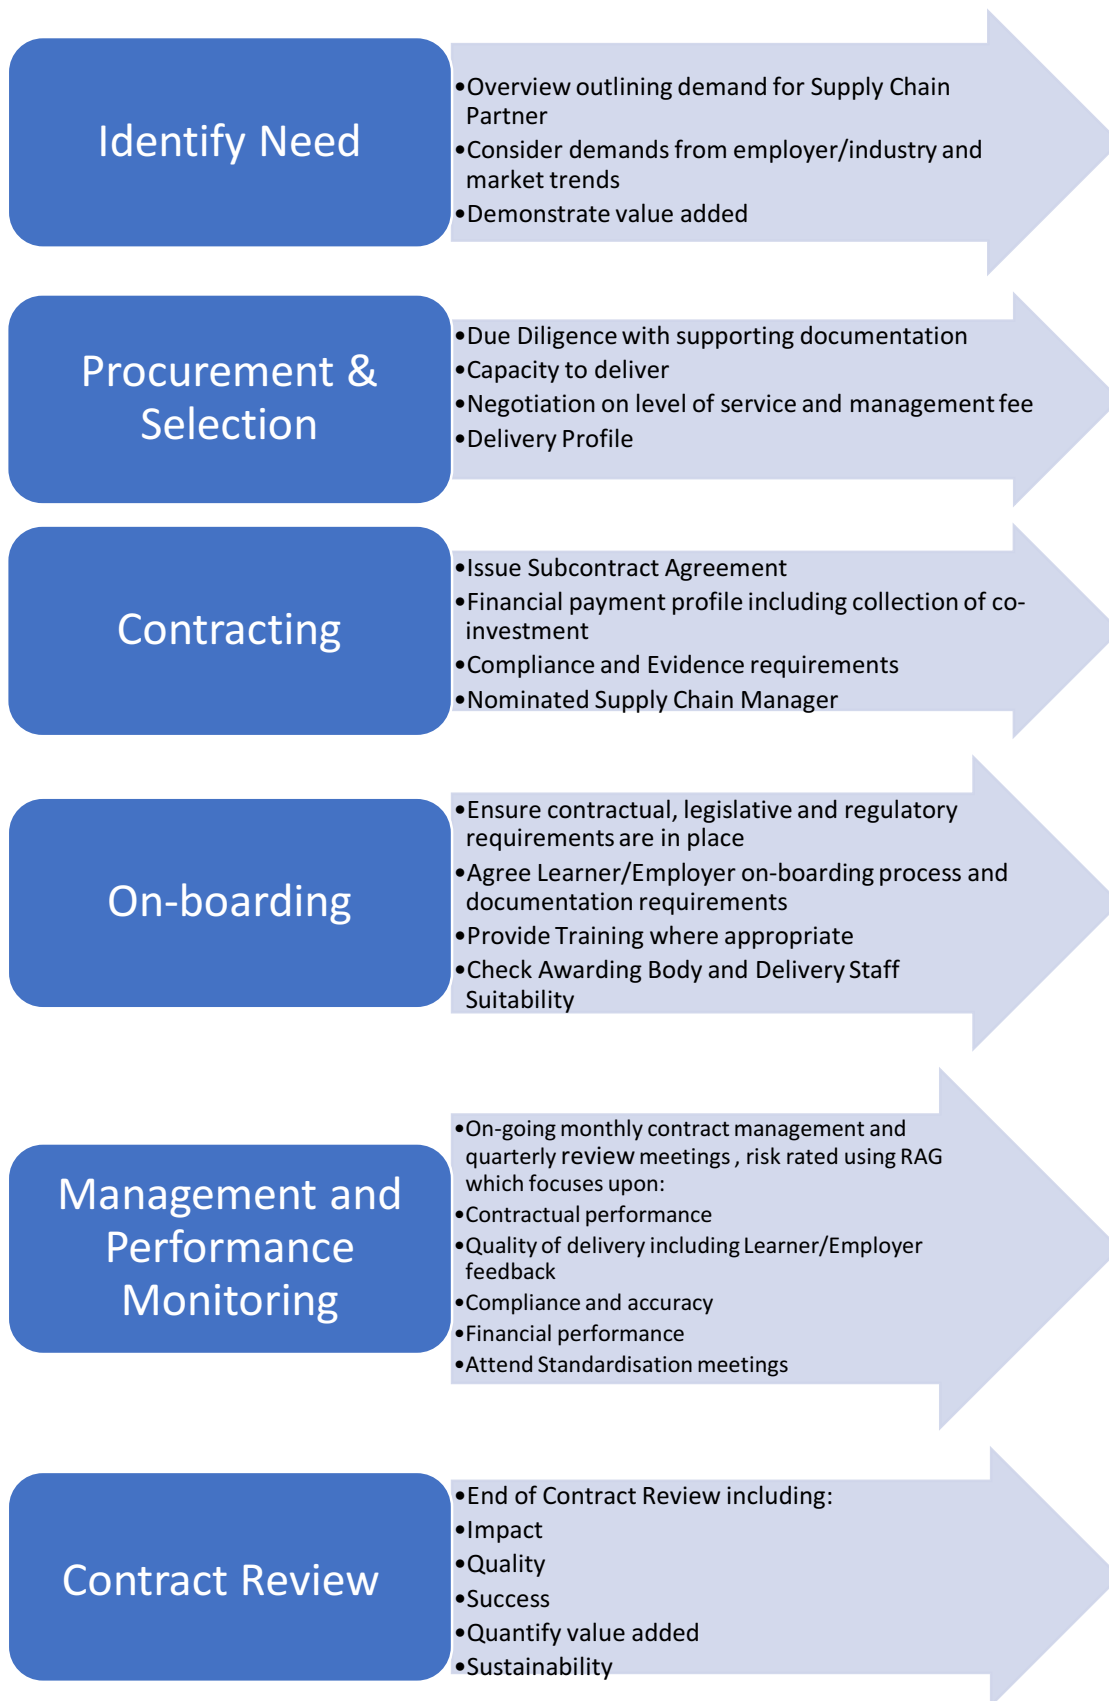 Identify Need
•Overview outlining demand for Supply Chain
Partner
•Consider demands from employer/industry and
market trends
•Demonstrate value added
Procurement &
Selection
•Due Diligence with supporting documentation
•Capacity to deliver
•Negotiation on level of service and management fee
•Delivery Profile
Contracting
•Issue Subcontract Agreement
•Financial payment profile including collection of co-
investment
•Compliance and Evidence requirements
•Nominated Supply Chain Manager
On-boarding
•Ensure contractual, legislative and regulatory
requirements are in place
•Agree Learner/Employer on-boarding process and
documentation requirements
•Provide Training where appropriate
•Check Awarding Body and Delivery Staff
Suitability
Management and
Performance
Monitoring
•On-going monthly contract management and
quarterly review meetings , risk rated using RAG
which focuses upon:
•Contractual performance
•Quality of delivery including Learner/Employer
feedback
•Compliance and accuracy
•Financial performance
•Attend Standardisation meetings
Contract Review
•End of Contract Review including:
•Impact
•Quality
•Success
•Quantify value added
•Sustainability